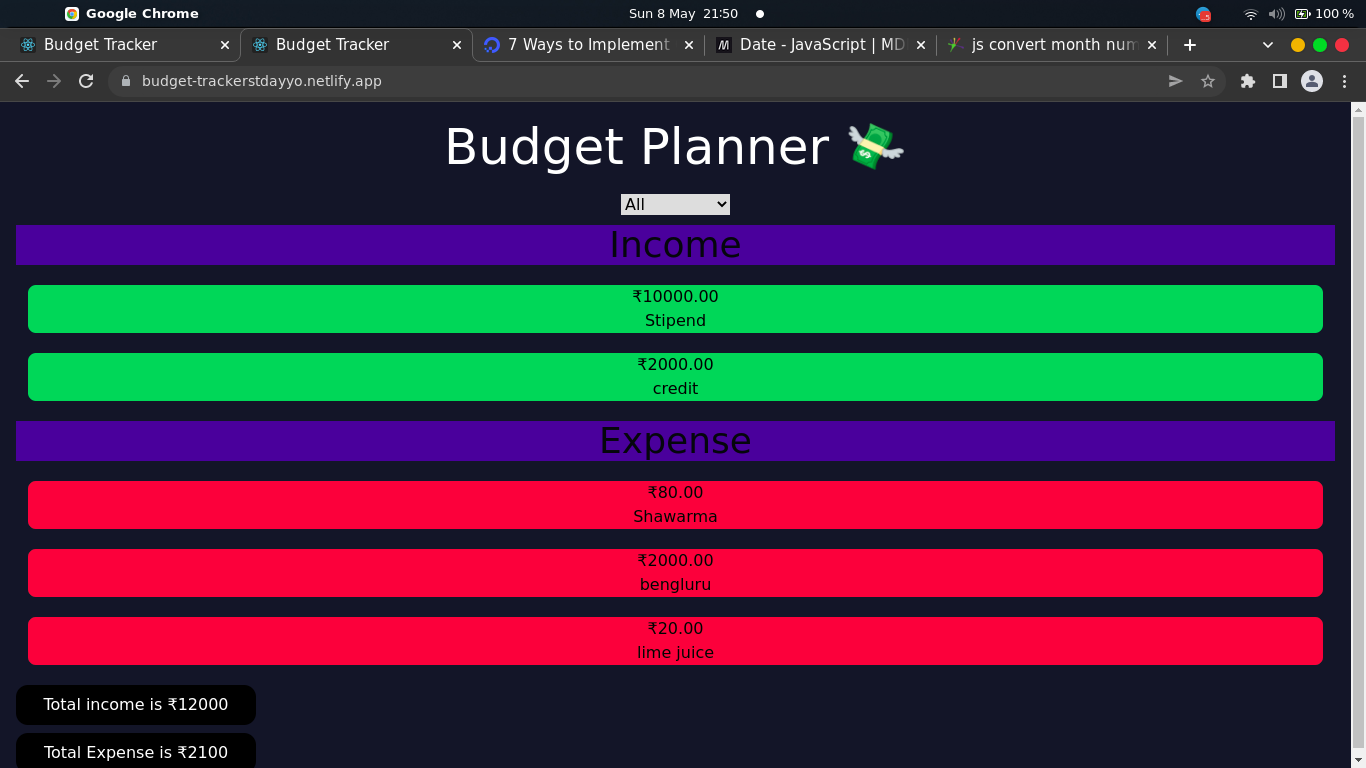 Google Chrome
Sun 8 May 21:50
100 %
Budget Tracker
Budget Tracker
7 Ways to Implement
Date - JavaScript | MD
js convert month num
budget-trackerstdayyo.netlify.app
Budget Planner
All
Income
₹10000.00
Stipend
₹2000.00
credit
Expense
₹80.00
Shawarma
₹2000.00
bengluru
₹20.00
lime juice
Total income is ₹12000
Total Expense is ₹2100